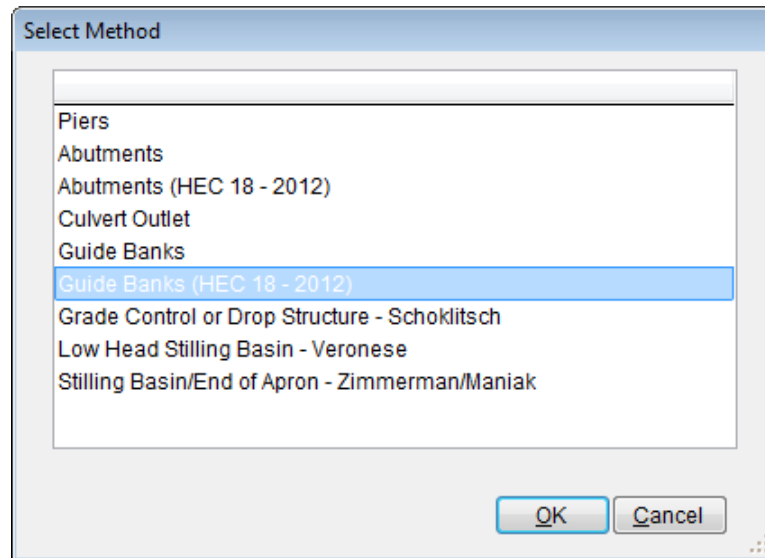 Select Method
Piers
Abutments
Abutments (HEC 18 - 2012)
Culvert Outlet
Guide Banks
Guide Banks (HEC 18 - 2012)
Grade Control or Drop Structure - Schoklitsch
Low Head Stilling Basin - Veronese
Stilling Basin/End of Apron - Zimmerman/Maniak
OK Cancel